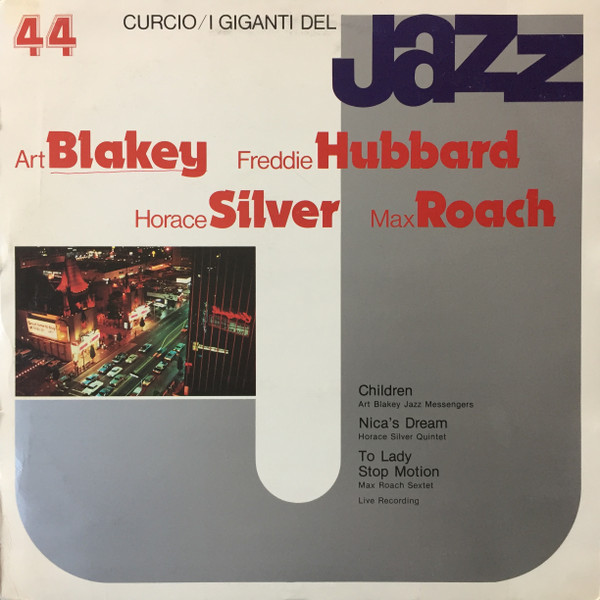 44
CURCIO/I GIGANTI DEL
Jazz
Art Blakey Freddie Hubbard
Horace Silver Max Roach
Children
Art Blakey Jazz Messengers
Nica's Dream
Horace Silver Quintet
To Lady
Stop Motion
Max Roach Sextet
Live Recording